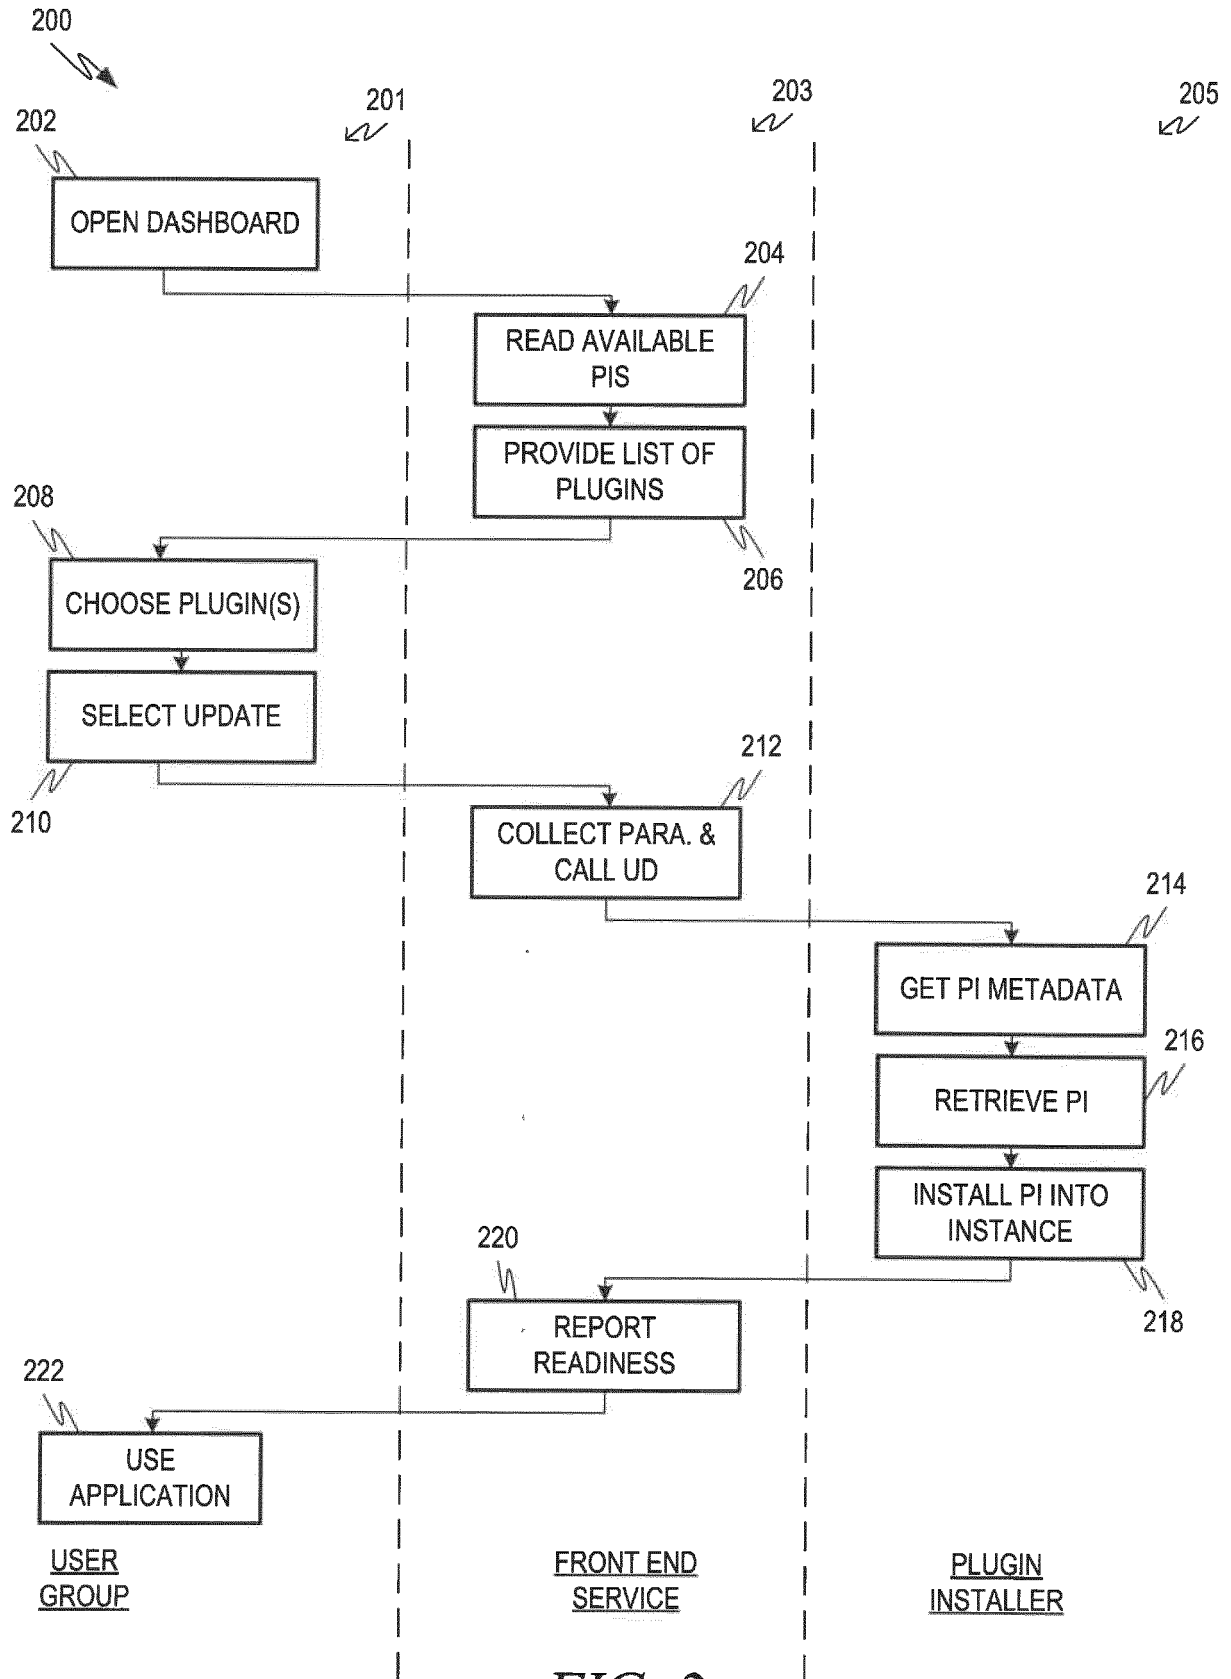 200
201
203
205
202
OPEN DASHBOARD
204
READ AVAILABLE
PIS
PROVIDE LIST OF
PLUGINS
206
208
CHOOSE PLUGIN(S)
SELECT UPDATE
210
212
COLLECT PARA. &
CALL UD
214
GET PI METADATA
216
RETRIEVE PI
INSTALL PI INTO
INSTANCE
218
220
REPORT
READINESS
222
USE
APPLICATION
USER
GROUP
FRONT END
SERVICE
PLUGIN
INSTALLER